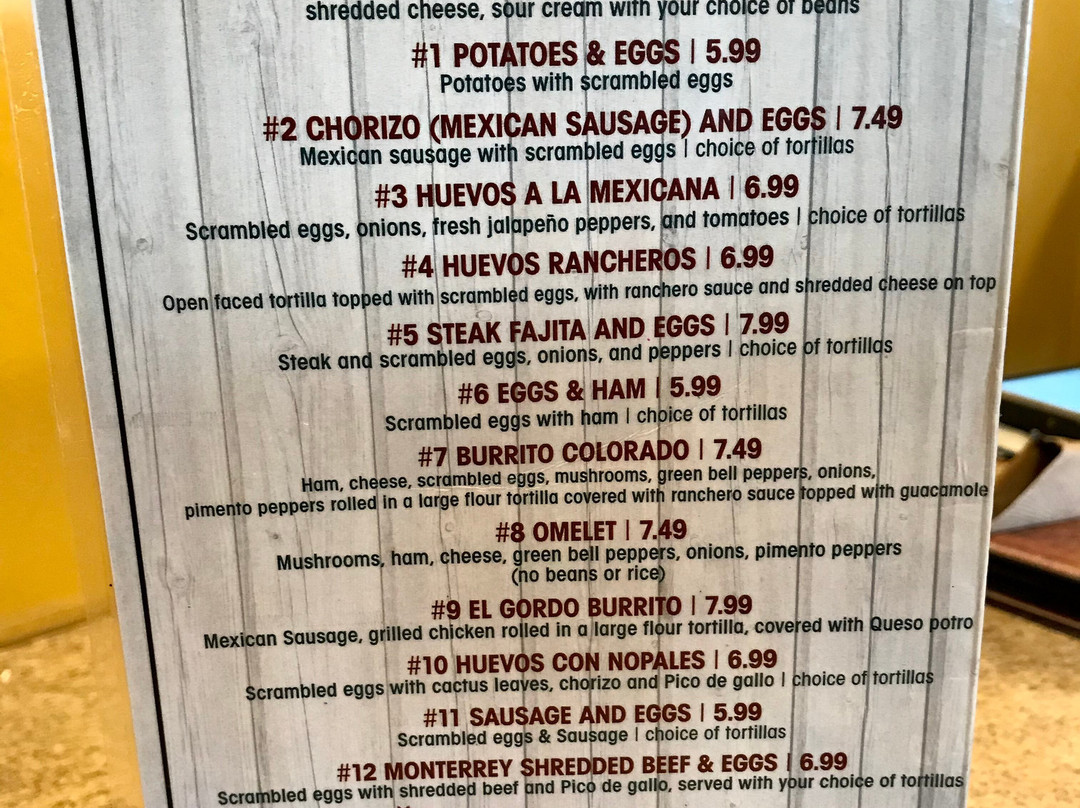 shredded cheese, sour cream with your choice of beans
#1 POTATOES & EGGS | 5.99
Potatoes with scrambled eggs
#2 CHORIZO (MEXICAN SAUSAGE) AND EGGS | 7.49
Mexican sausage with scrambled eggs | choice of tortillas
#3 HUEVOS A LA MEXICANA | 6.99
Scrambled eggs, onions, fresh jalapeño peppers, and tomatoes | choice of tortillas
#4 HUEVOS RANCHEROS | 6.99
Open faced tortilla topped with scrambled eggs, with ranchero sauce and shredded cheese on top
#5 STEAK FAJITA AND EGGS | 7.99
Steak and scrambled eggs, onions, and peppers | choice of tortillas
#6 EGGS & HAM | 5.99
Scrambled eggs with ham | choice of tortillas
#7 BURRITO COLORADO | 7.49
Ham, cheese, scrambled eggs, mushrooms, green bell peppers, onions,
pimento peppers rolled in a large flour tortilla covered with ranchero sauce topped with guacamole
#8 OMELET | 7.49
Mushrooms, ham, cheese, green bell peppers, onions, pimento peppers
(no beans or rice)
#9 EL GORDO BURRITO | 7.99
Mexican Sausage, grilled chicken rolled in a large flour tortilla, covered with Queso potro
#10 HUEVOS CON NOPALES | 6.99
Scrambled eggs with cactus leaves, chorizo and Pico de gallo | choice of tortillas
#11 SAUSAGE AND EGGS | 5.99
Scrambled eggs & Sausage | choice of tortillas
#12 MONTERREY SHREDDED BEEF & EGGS | 6.99
Scrambled eggs with shredded beef and Pico de gallo, served with your choice of tortillas